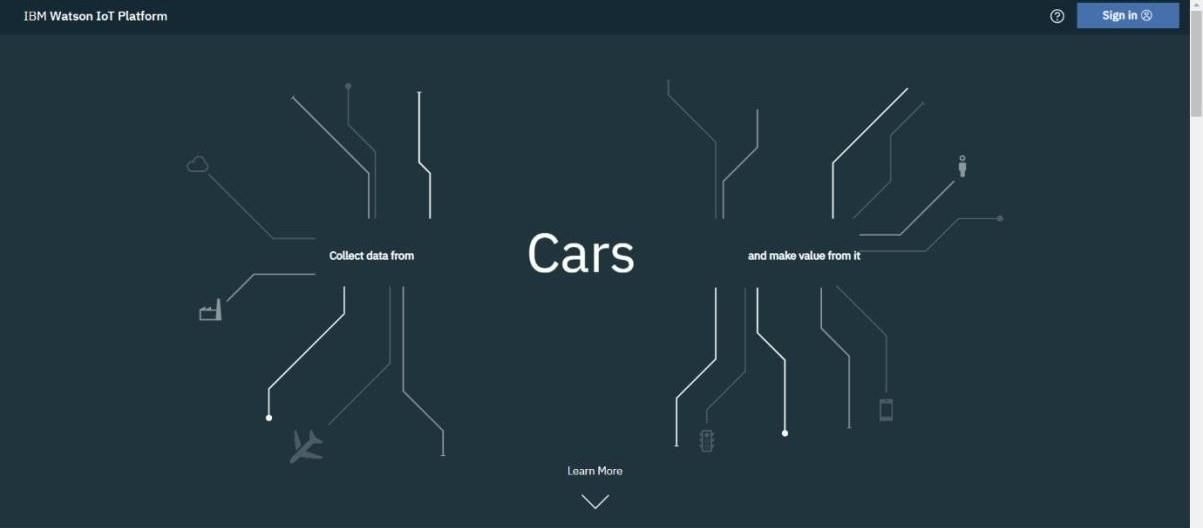 IBM Watson IoT Platform
Sign in
Collect data from
Cars
and make value from it
Learn More